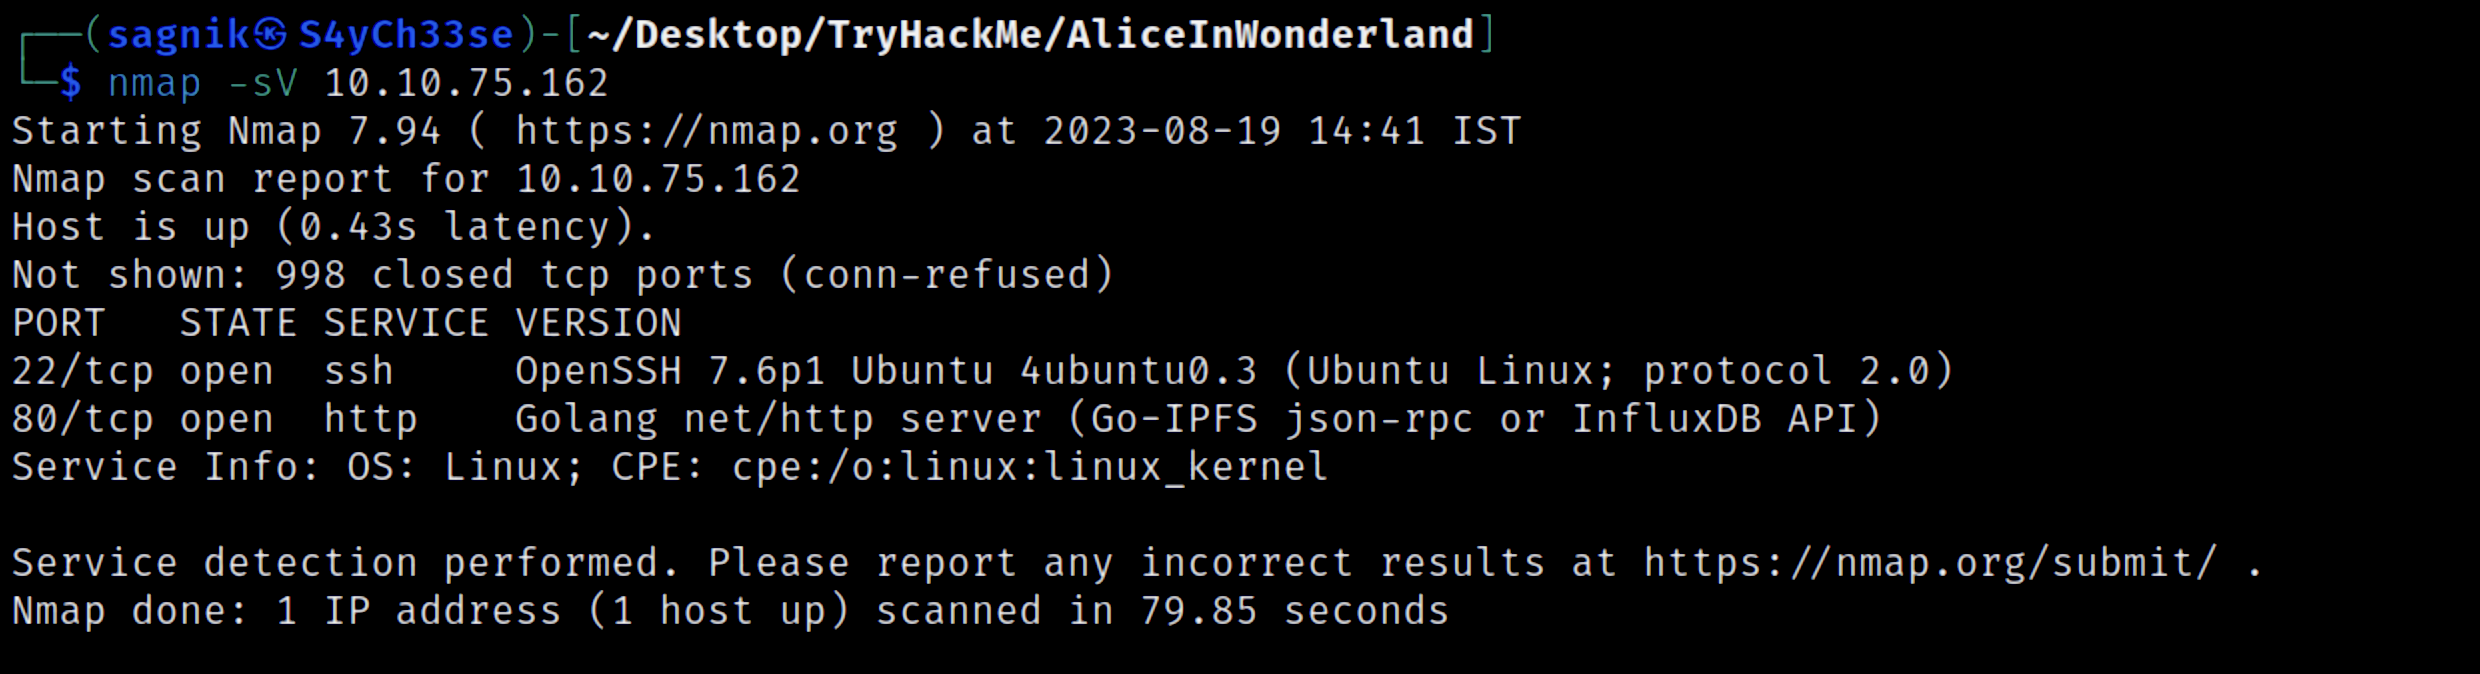 ┌──(sagnik㉿S4yCh33se)-[~/Desktop/TryHackMe/AliceInWonderland]
└─$ nmap -sV 10.10.75.162
Starting Nmap 7.94 ( https://nmap.org ) at 2023-08-19 14:41 IST
Nmap scan report for 10.10.75.162
Host is up (0.43s latency).
Not shown: 998 closed tcp ports (conn-refused)
PORT   STATE SERVICE VERSION
22/tcp open  ssh     OpenSSH 7.6p1 Ubuntu 4ubuntu0.3 (Ubuntu Linux; protocol 2.0)
80/tcp open  http    Golang net/http server (Go-IPFS json-rpc or InfluxDB API)
Service Info: OS: Linux; CPE: cpe:/o:linux:linux_kernel

Service detection performed. Please report any incorrect results at https://nmap.org/submit/ .
Nmap done: 1 IP address (1 host up) scanned in 79.85 seconds